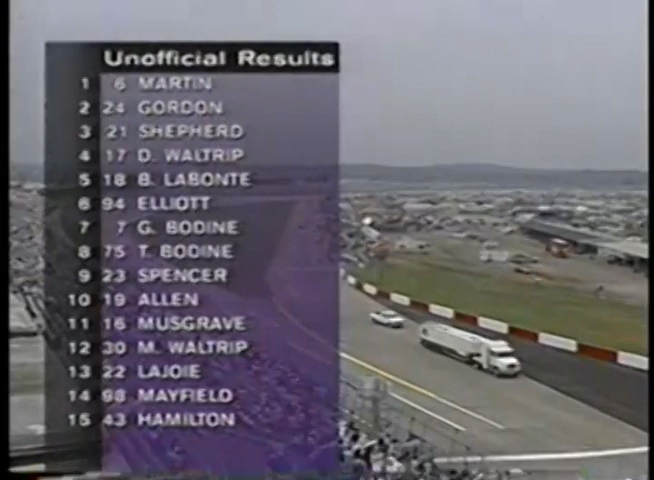 Unofficial Results
1 6 MARTIN
2 24 GORDON
3 21 SHEPHERD
4 17 D. WALTRIP
5 18 B. LABONTE
6 94 ELLIOTT
7 7 G. BODINE
8 75 T. BODINE
9 23 SPENCER
10 19 ALLEN
11 16 MUSGRAVE
12 30 M. WALTRIP
13 22 LAJOIE
14 98 MAYFIELD
15 43 HAMILTON